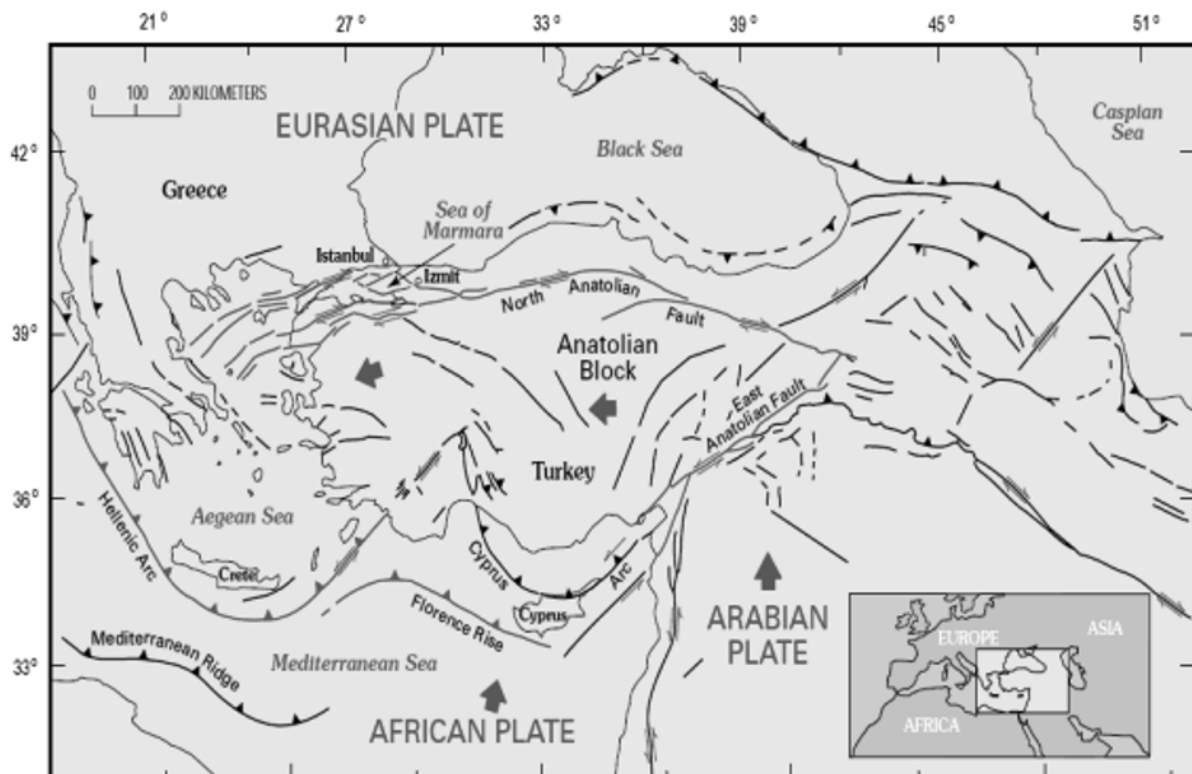 21° 27° 33° 39° 45° 51°
0 100 200 KILOMETERS
EURASIAN PLATE
Caspian
Sea
42°
Black Sea
Greece
Sea of
Marmara
Istanbul
Izmit
North Anatolian Fault
39°
Anatolian
Block
East
Anatolian Fault
Turkey
36°
Aegean Sea
Hellenic Arc
Crete
Cyprus Arc
Cyprus
Florence Rise
ARABIAN
PLATE
Mediterranean Ridge
33°
Mediterranean Sea
AFRICAN PLATE
EUROPE
ASIA
AFRICA